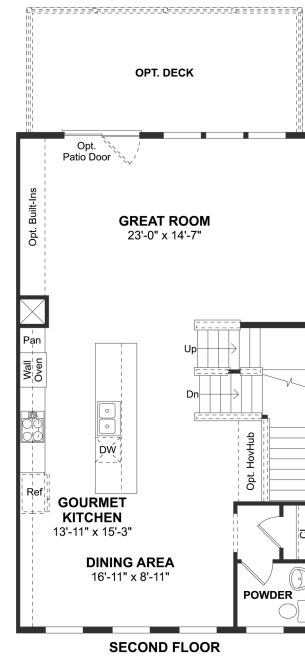 OPT. DECK
Opt.
Patio Door
Opt. Built-Ins
GREAT ROOM
23'-0" x 14'-7"
Pan
Wall
Oven
Up
Dn
DW
Opt. HovHub
Ref
GOURMET
KITCHEN
13'-11" x 15'-3"
DINING AREA
16'-11" x 8'-11"
POWDER
SECOND FLOOR